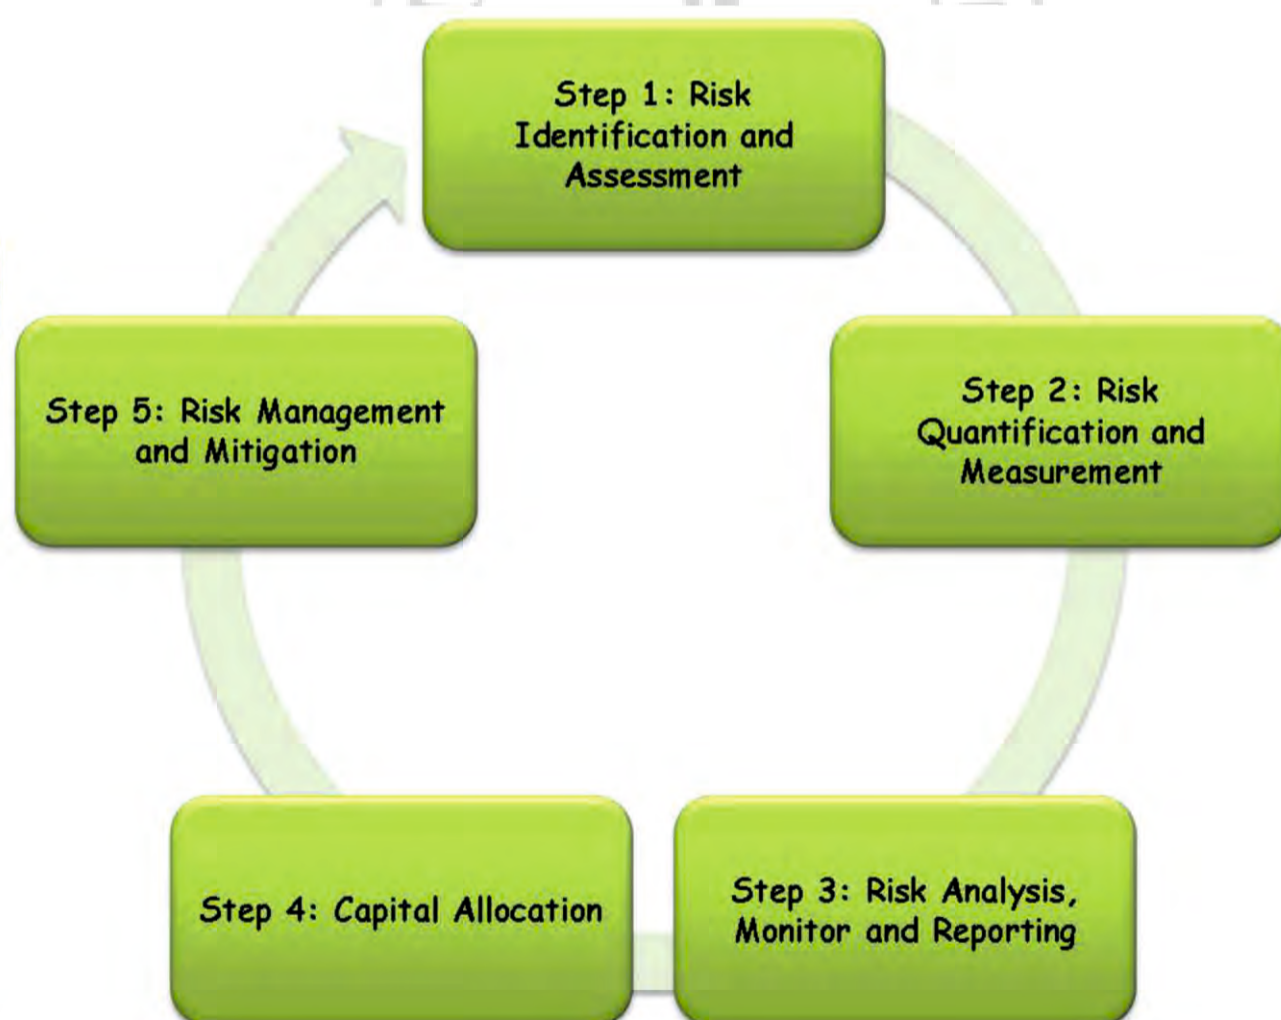 Step 1: Risk
Identification and
Assessment
Step 2: Risk
Quantification and
Measurement
Step 3: Risk Analysis,
Monitor and Reporting
Step 4: Capital Allocation
Step 5: Risk Management
and Mitigation